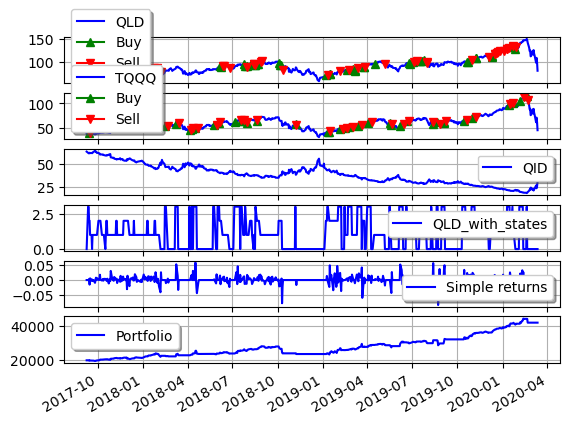 QLD
Buy
Sell
150
100
TQQQ
Buy
Sell
100
50
QID
50
25
QLD_with_states
2.5
0.0
Simple returns
0.05
0.00
−0.05
Portfolio
40000
20000
2017-10
2018-01
2018-04
2018-07
2018-10
2019-01
2019-04
2019-07
2019-10
2020-01
2020-04